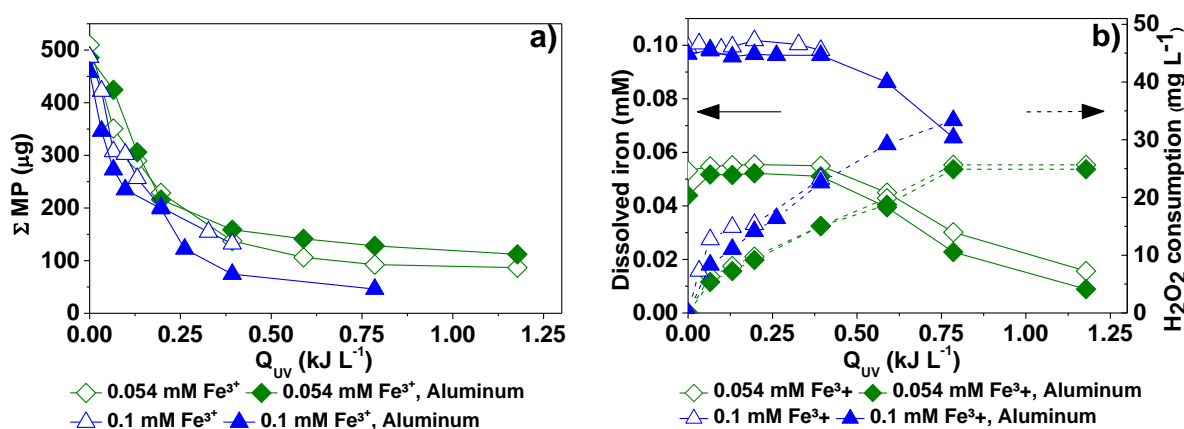 a)
Σ MP (µg)
500
400
300
200
100
0
0.00 0.25 0.50 0.75 1.00 1.25
Q_UV (kJ L⁻¹)
0.054 mM Fe³⁺ 0.054 mM Fe³⁺, Aluminum
0.1 mM Fe³⁺ 0.1 mM Fe³⁺, Aluminum
b)
Dissolved iron (mM)
0.10
0.08
0.06
0.04
0.02
0.00
0.00 0.25 0.50 0.75 1.00 1.25
Q_UV (kJ L⁻¹)
50
40
30
20
10
0
H2O2 consumption (mg L⁻¹)
0.054 mM Fe³+ 0.054 mM Fe³+, Aluminum
0.1 mM Fe³+ 0.1 mM Fe³+, Aluminum